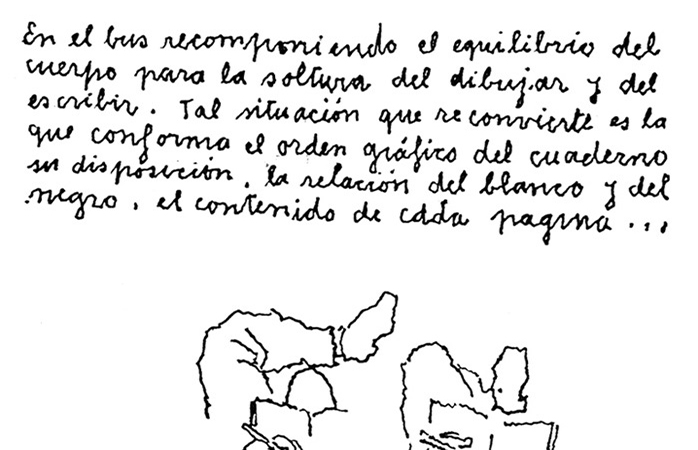 En el bus recomponiendo el equilibrio del
cuerpo para la soltura del dibujar y del
escribir. Tal situación que reconvierte es la
que conforma el orden gráfico del cuaderno
su disposición, la relación del blanco y del
negro, el contenido de cada pagina...